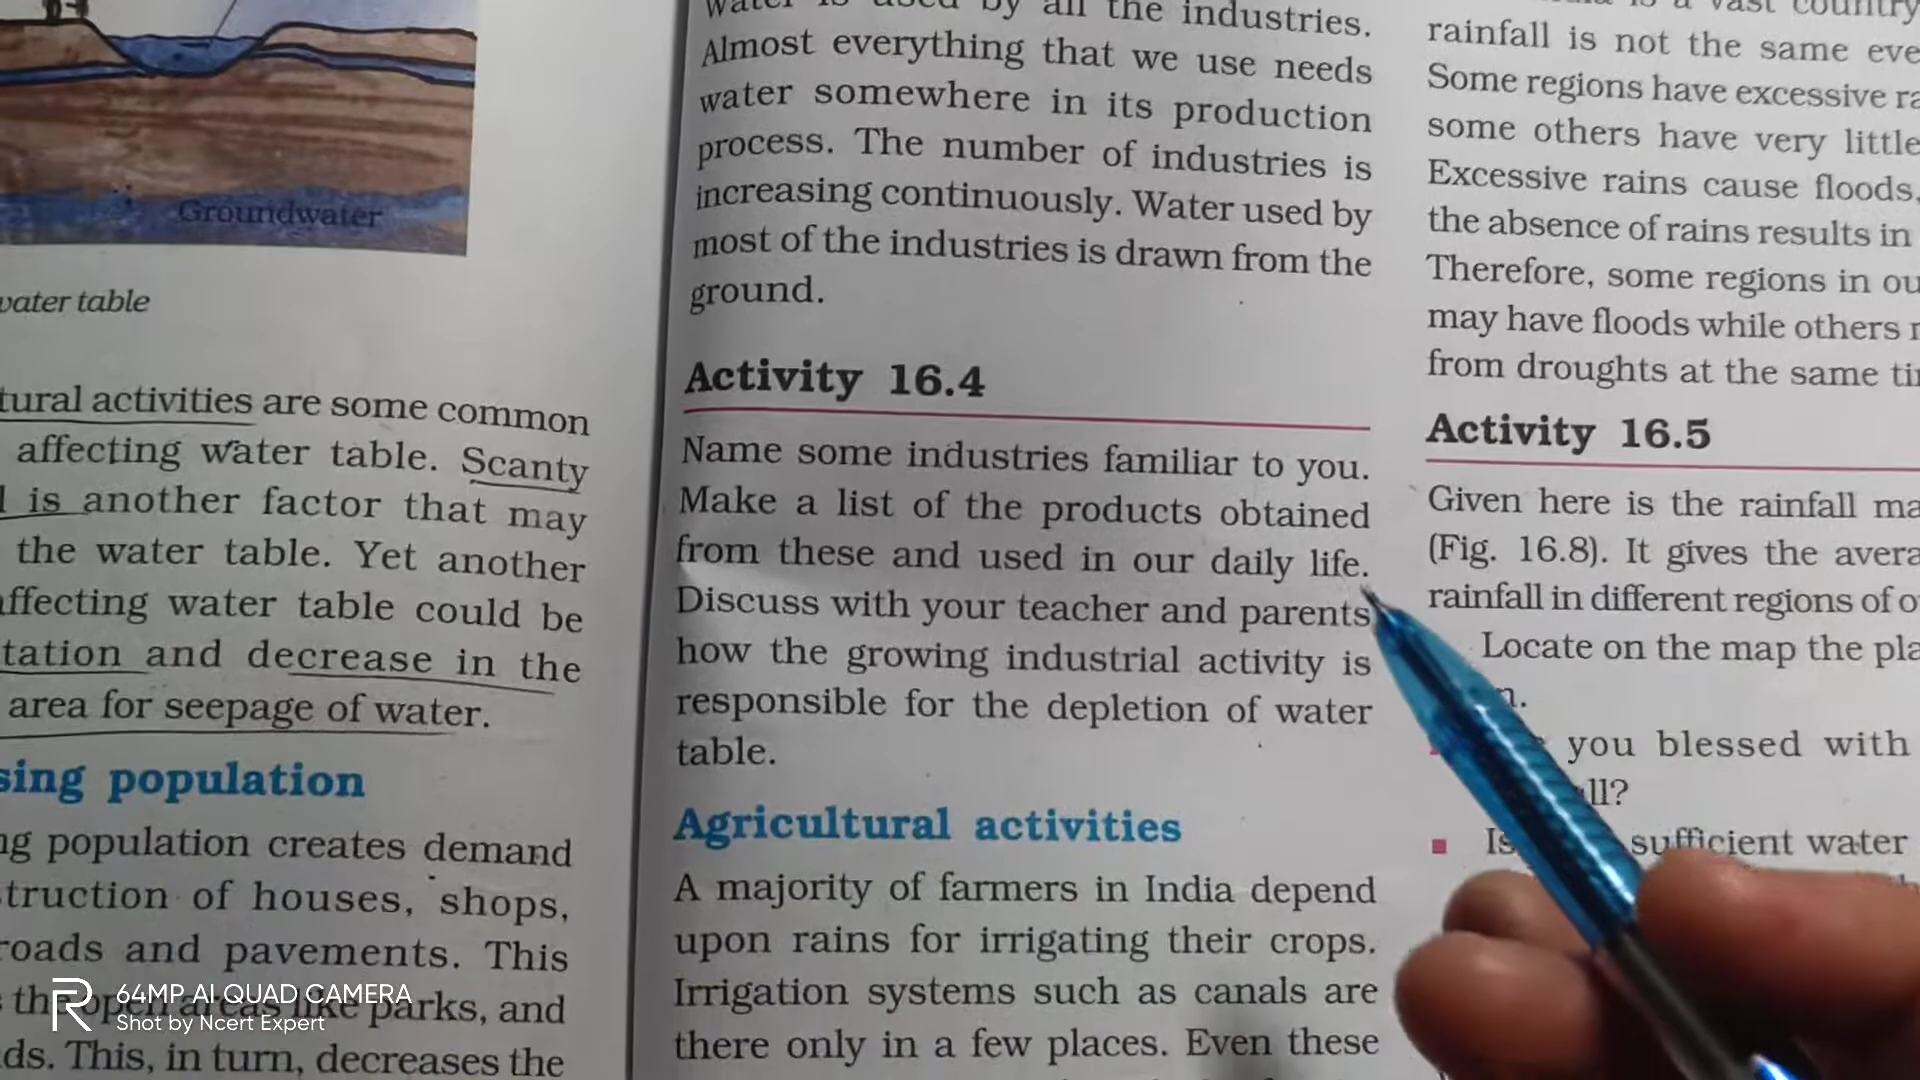 Groundwater
water table
tural activities are some common
affecting water table. Scanty
is another factor that may
the water table. Yet another
affecting water table could be
tation and decrease in the
area for seepage of water.
sing population
ng population creates demand
truction of houses, shops,
roads and pavements. This
the open areas like parks, and
ds. This, in turn, decreases the
water is used by all the industries.
Almost everything that we use needs
water somewhere in its production
process. The number of industries is
increasing continuously. Water used by
most of the industries is drawn from the
ground.
Activity 16.4
Name some industries familiar to you.
Make a list of the products obtained
from these and used in our daily life.
Discuss with your teacher and parents
how the growing industrial activity is
responsible for the depletion of water
table.
Agricultural activities
A majority of farmers in India depend
upon rains for irrigating their crops.
Irrigation systems such as canals are
there only in a few places. Even these
is a vast country
rainfall is not the same eve
Some regions have excessive ra
some others have very little
Excessive rains cause floods,
the absence of rains results in
Therefore, some regions in ou
may have floods while others
from droughts at the same ti
Activity 16.5
Given here is the rainfall ma
(Fig. 16.8). It gives the avera
rainfall in different regions of o
Locate on the map the pla
n.
you blessed with
ll?
Is sufficient water
64MP AI QUAD CAMERA
Shot by Ncert Expert